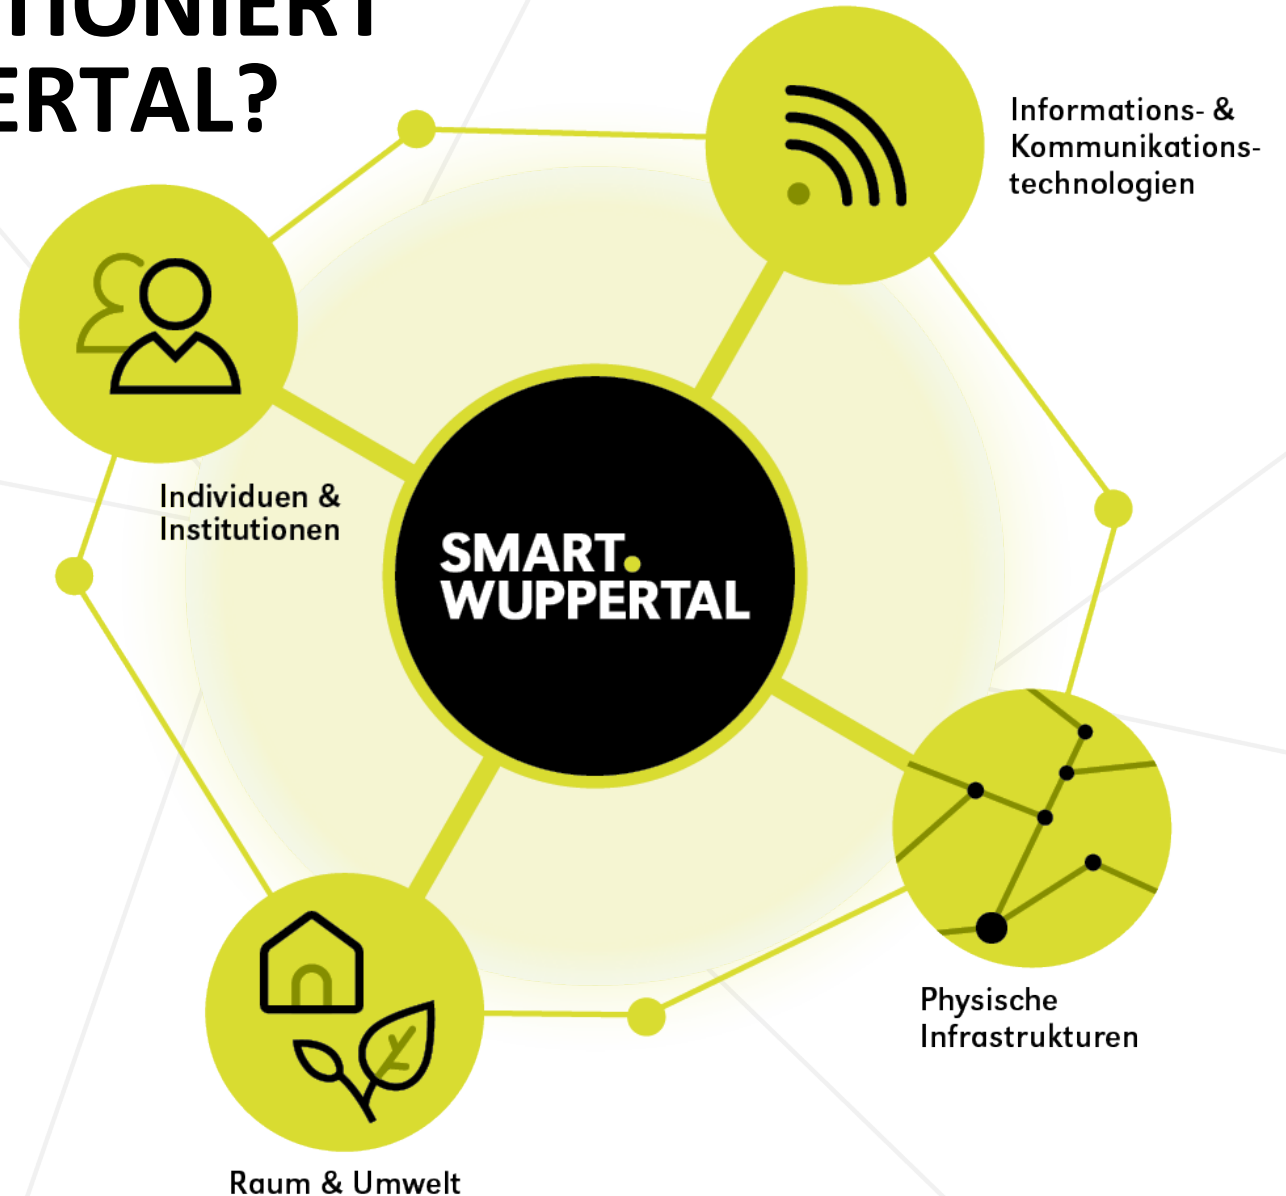 TIONIERT
ERTAL?
Informations- &
Kommunikations-
technologien
Individuen &
Institutionen
SMART.
WUPPERTAL
Physische
Infrastrukturen
Raum & Umwelt